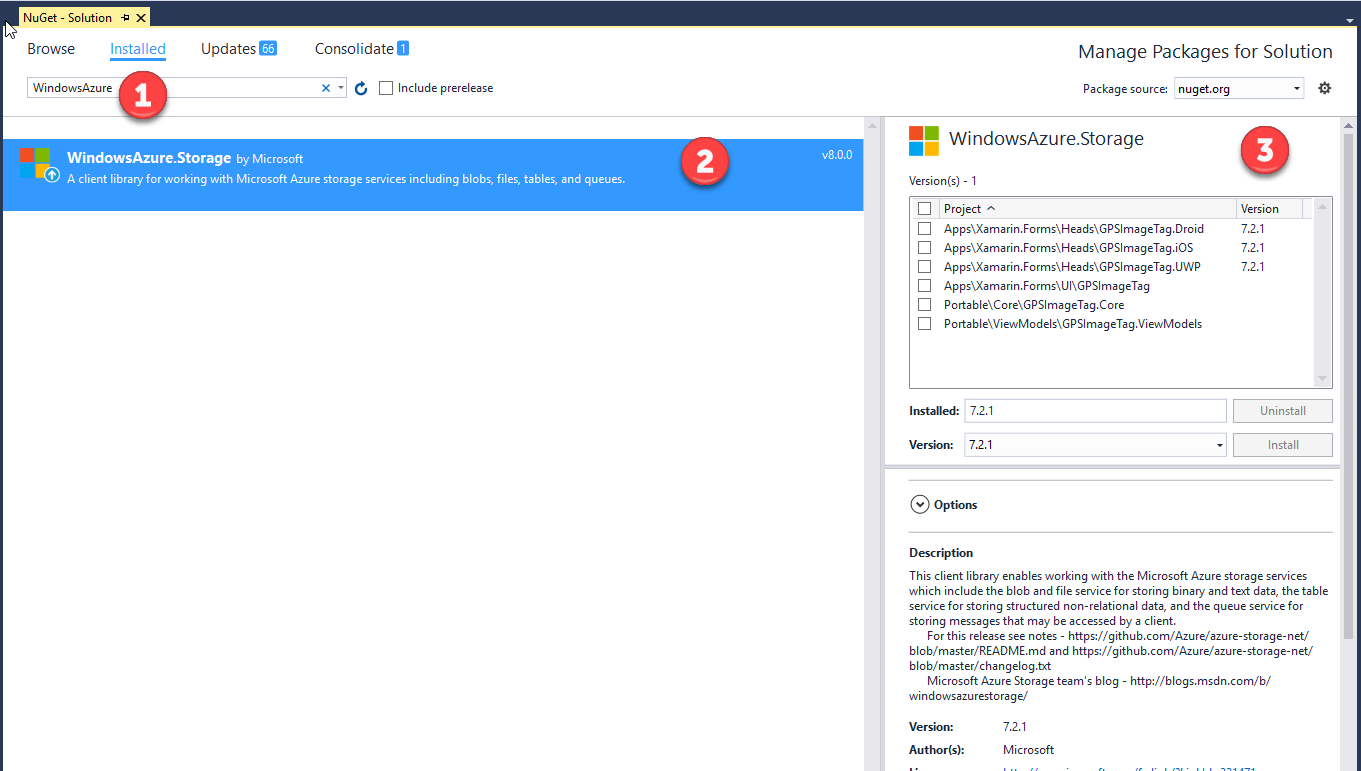 NuGet - Solution
Browse Installed Updates 66 Consolidate 1
Manage Packages for Solution
WindowsAzure
1
Include prerelease
Package source: nuget.org
WindowsAzure.Storage by Microsoft
v8.0.0
A client library for working with Microsoft Azure storage services including blobs, files, tables, and queues.
2
WindowsAzure.Storage
3
Version(s) - 1
Project Version
Apps\Xamarin.Forms\Heads\GPSImageTag.Droid 7.2.1
Apps\Xamarin.Forms\Heads\GPSImageTag.iOS 7.2.1
Apps\Xamarin.Forms\Heads\GPSImageTag.UWP 7.2.1
Apps\Xamarin.Forms\UI\GPSImageTag
Portable\Core\GPSImageTag.Core
Portable\ViewModels\GPSImageTag.ViewModels
Installed: 7.2.1 Uninstall
Version: 7.2.1 Install
Options
Description
This client library enables working with the Microsoft Azure storage services
which include the blob and file service for storing binary and text data, the table
service for storing structured non-relational data, and the queue service for
storing messages that may be accessed by a client.
For this release see notes - https://github.com/Azure/azure-storage-net/
blob/master/README.md and https://github.com/Azure/azure-storage-net/
blob/master/changelog.txt
Microsoft Azure Storage team's blog - http://blogs.msdn.com/b/
windowsazurestorage/
Version: 7.2.1
Author(s): Microsoft